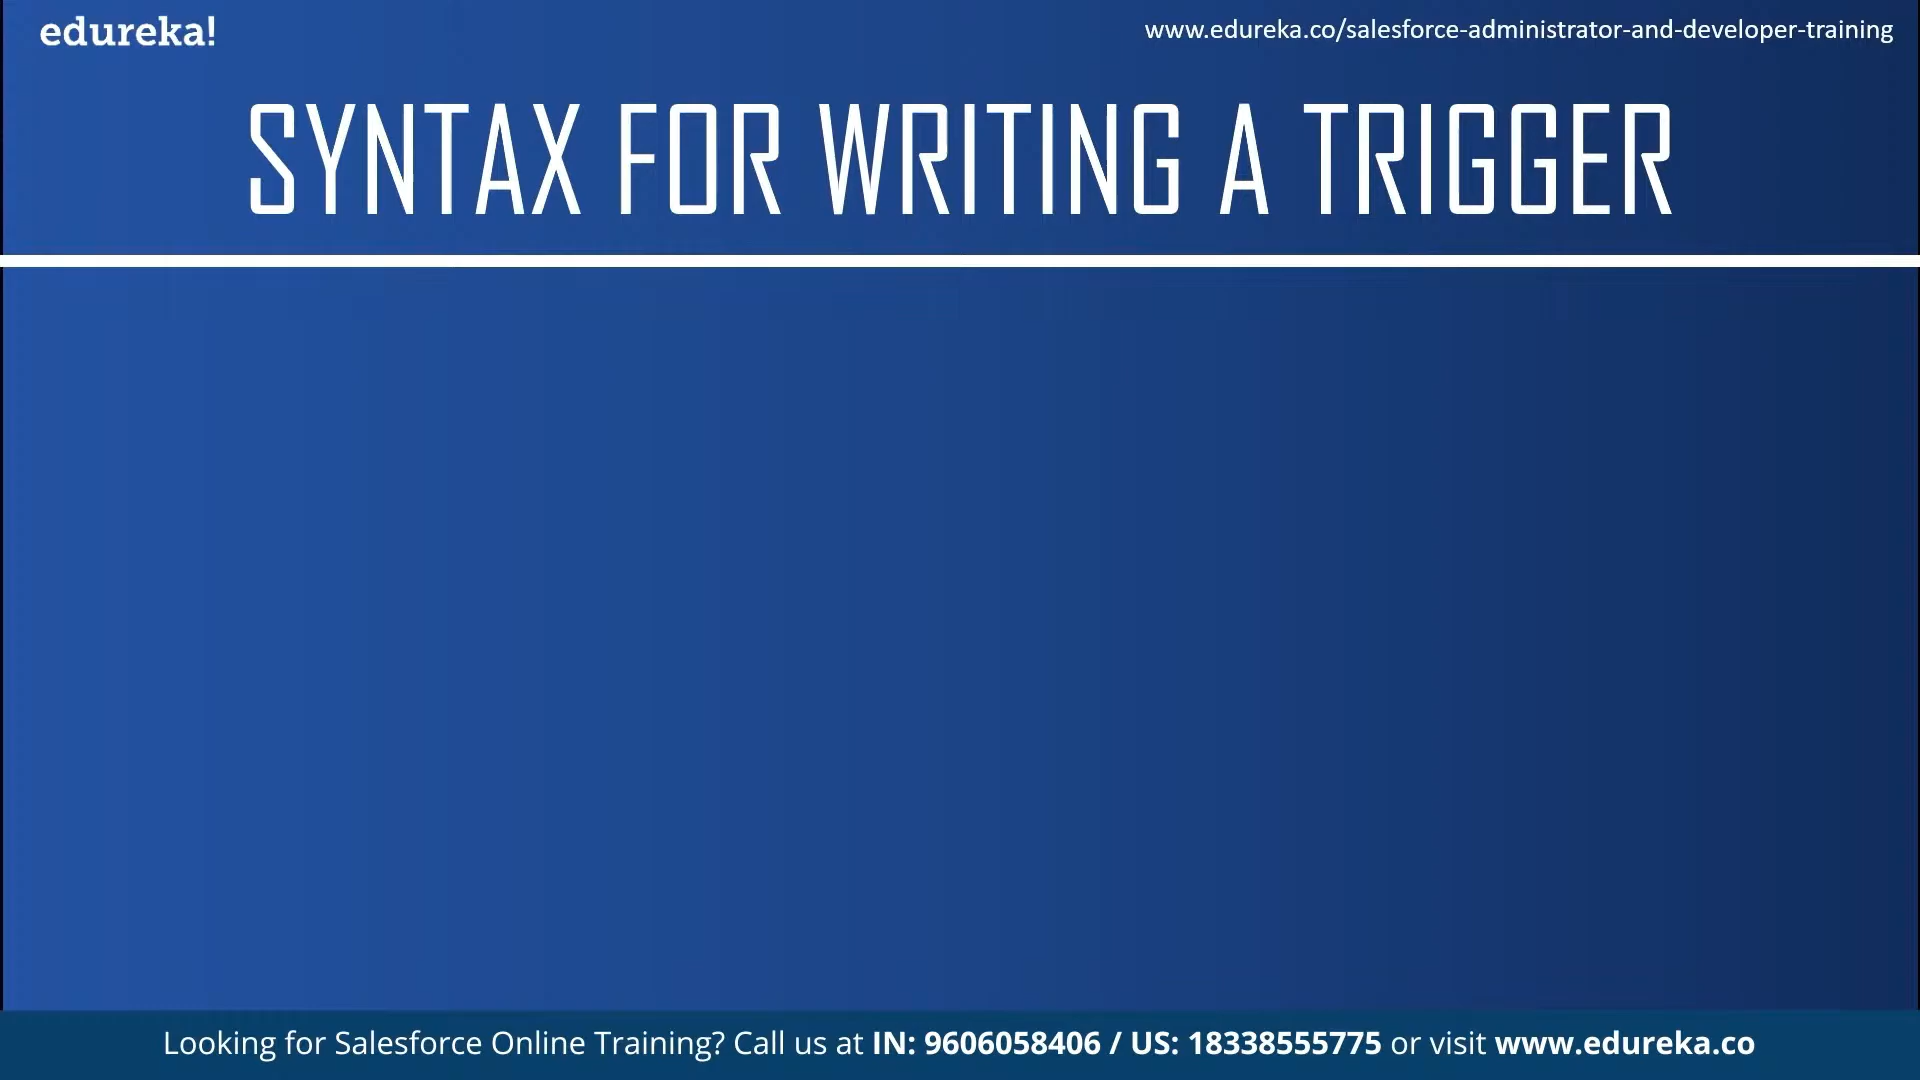 edureka!
www.edureka.co/salesforce-administrator-and-developer-training
SYNTAX FOR WRITING A TRIGGER
Looking for Salesforce Online Training? Call us at IN: 9606058406 / US: 18338555775 or visit www.edureka.co